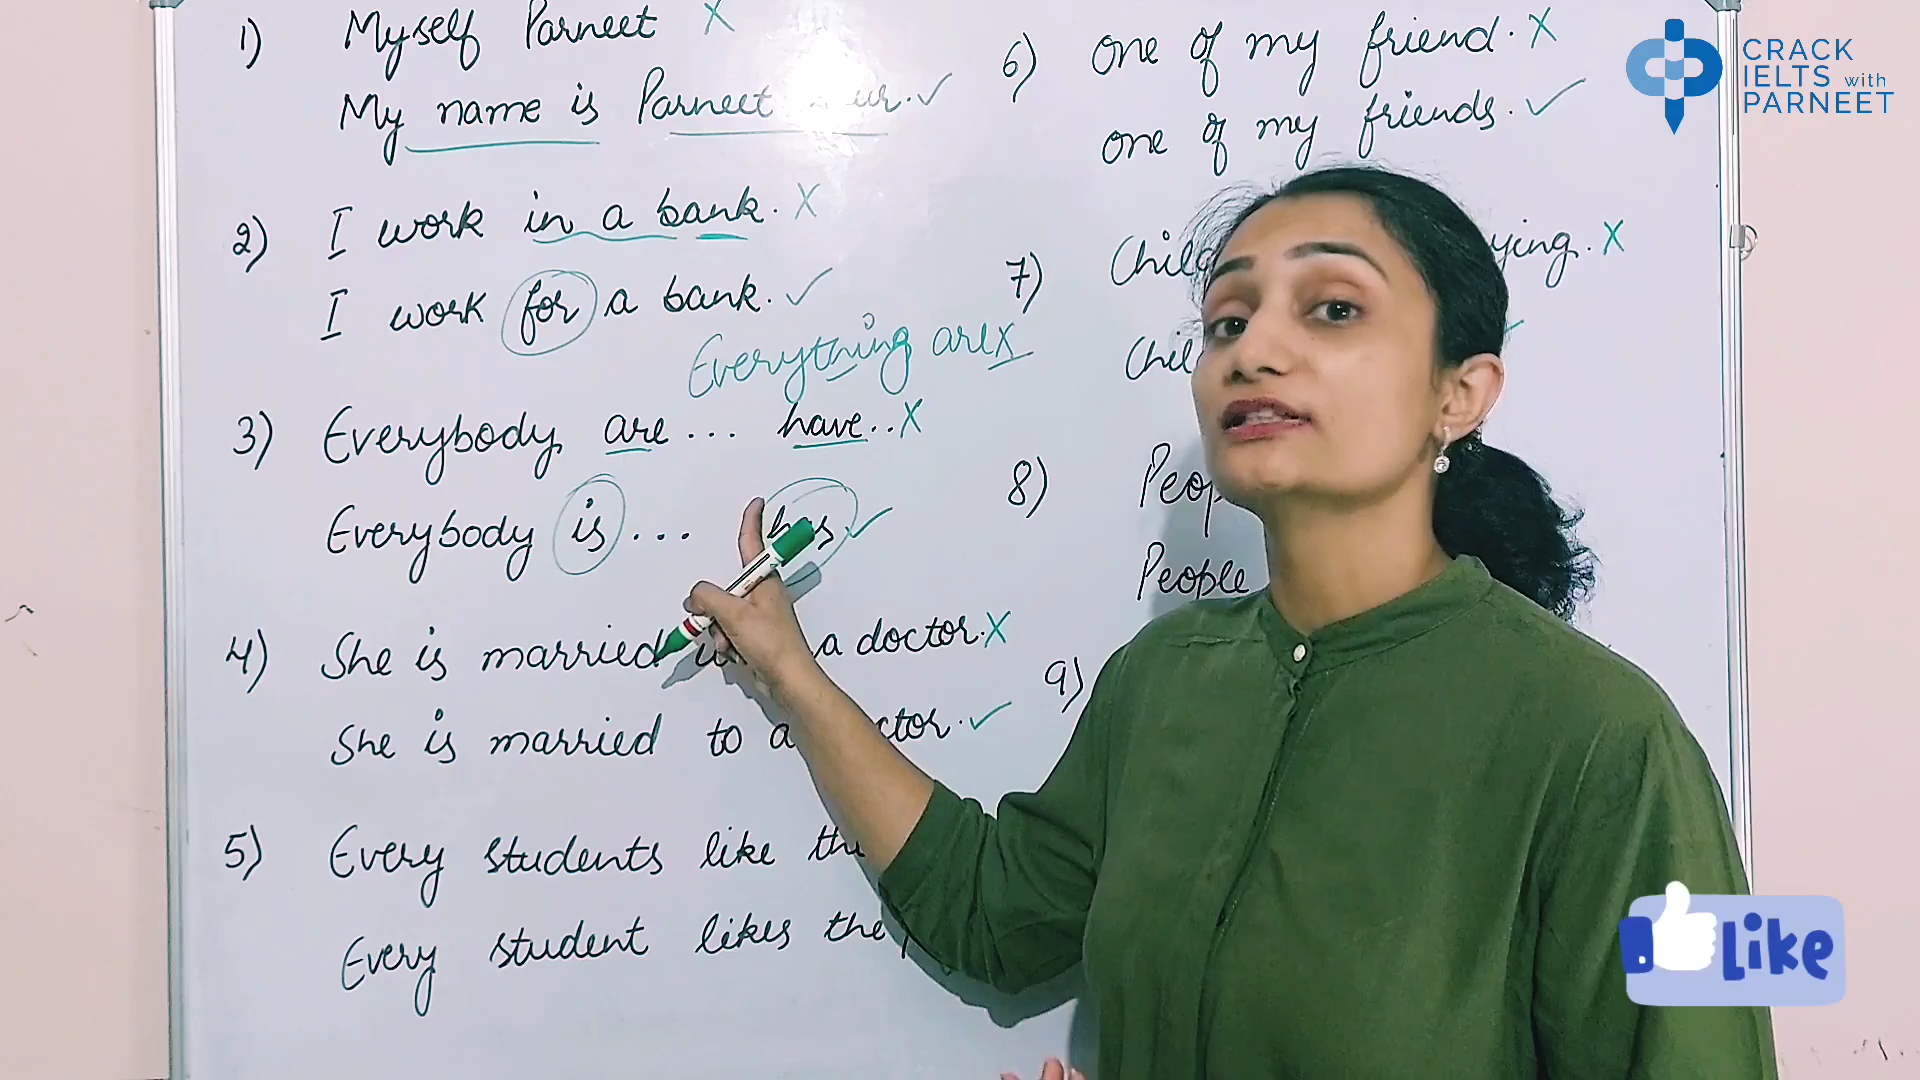 1) Myself Parneet X
My name is Parneet
2) I work in a bank. X
I work for a bank. ✓
Everything are X
3) Everybody are ... have .. X
Everybody is ... has ✓
4) She is married a doctor. X
She is married to a ✓
5) Every students like
Every student likes the
6) One of my friend. X
one of my friends. ✓
7) X
8)
People
9)
CRACK
IELTS with
PARNEET
Like